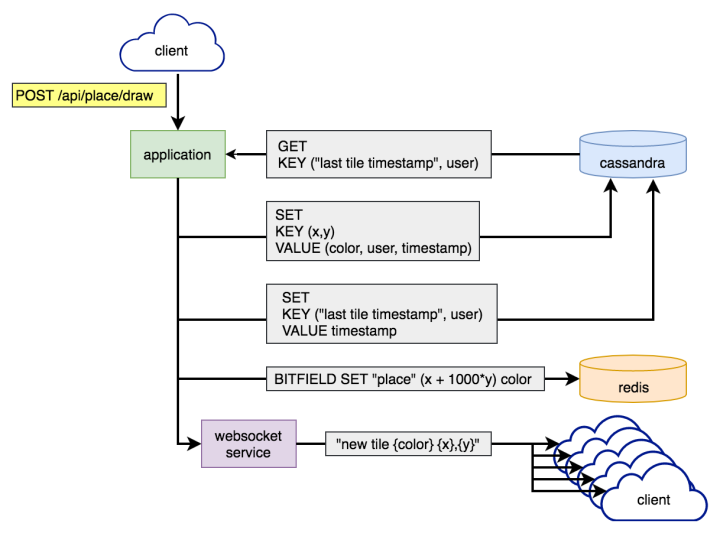 client
POST /api/place/draw
application
GET
KEY ("last tile timestamp", user)
cassandra
SET
KEY (x,y)
VALUE (color, user, timestamp)
SET
KEY ("last tile timestamp", user)
VALUE timestamp
BITFIELD SET "place" (x + 1000*y) color
redis
websocket
service
"new tile {color} {x},{y}"
client